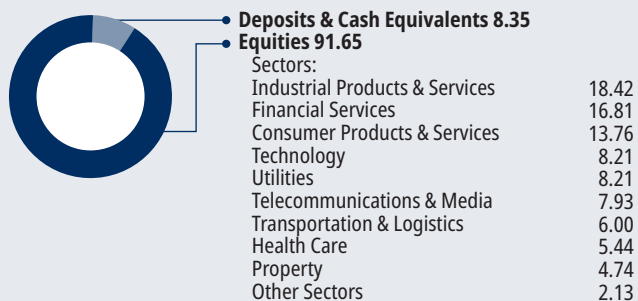 Deposits & Cash Equivalents 8.35
Equities 91.65
Sectors:
Industrial Products & Services 18.42
Financial Services 16.81
Consumer Products & Services 13.76
Technology 8.21
Utilities 8.21
Telecommunications & Media 7.93
Transportation & Logistics 6.00
Health Care 5.44
Property 4.74
Other Sectors 2.13